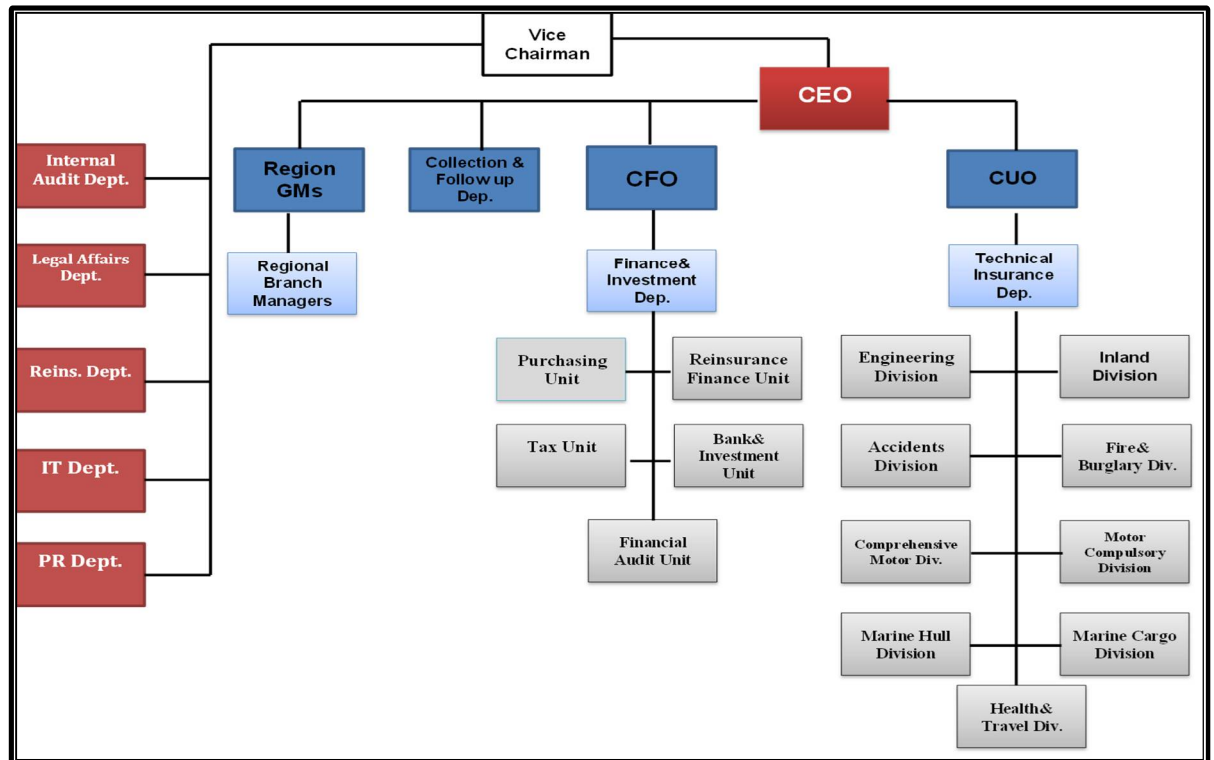 Vice
Chairman
CEO
Internal
Audit Dept.
Region
GMs
Collection &
Follow up
Dep.
CFO
CUO
Legal Affairs
Dept.
Regional
Branch
Managers
Finance&
Investment
Dep.
Technical
Insurance
Dep.
Reins. Dept.
Purchasing
Unit
Reinsurance
Finance Unit
Engineering
Division
Inland
Division
IT Dept.
Tax Unit
Bank&
Investment
Unit
Accidents
Division
Fire&
Burglary Div.
PR Dept.
Financial
Audit Unit
Comprehensive
Motor Div.
Motor
Compulsory
Division
Marine Hull
Division
Marine Cargo
Division
Health&
Travel Div.